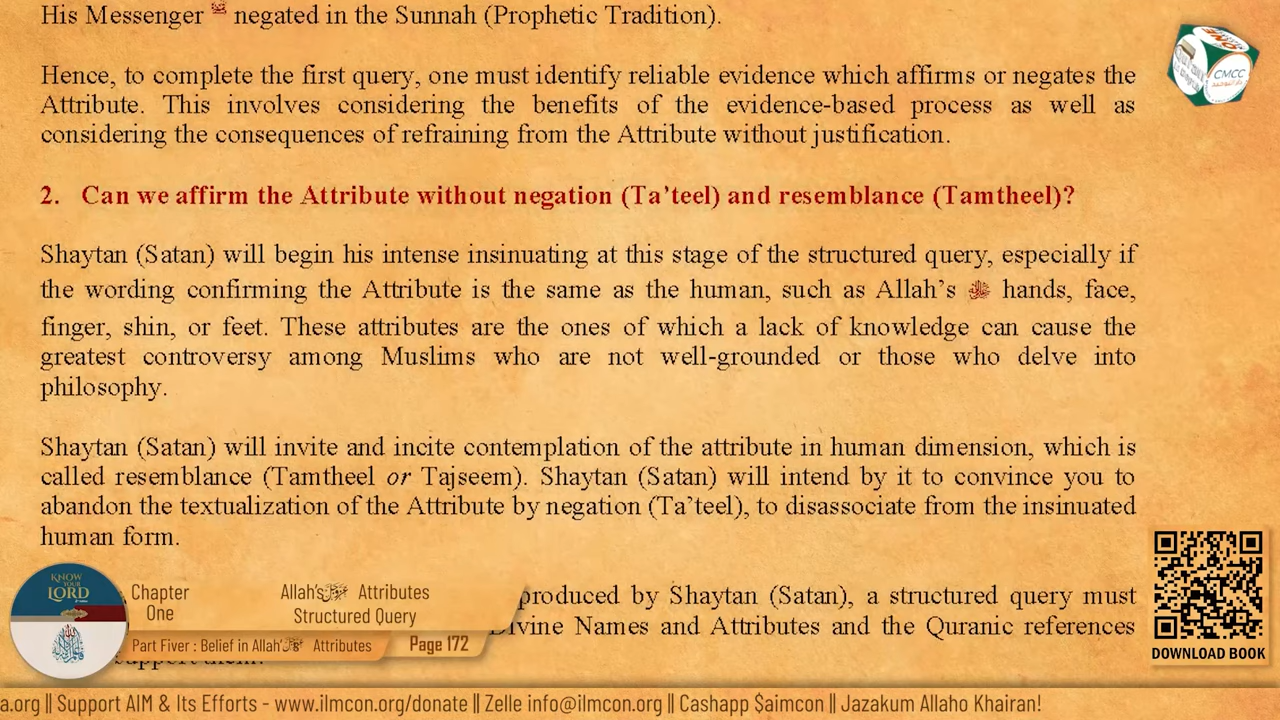 His Messenger ﷺ negated in the Sunnah (Prophetic Tradition).
Hence, to complete the first query, one must identify reliable evidence which affirms or negates the
Attribute. This involves considering the benefits of the evidence-based process as well as
considering the consequences of refraining from the Attribute without justification.
2. Can we affirm the Attribute without negation (Ta’teel) and resemblance (Tamtheel)?
Shaytan (Satan) will begin his intense insinuating at this stage of the structured query, especially if
the wording confirming the Attribute is the same as the human, such as Allah’s ﷻ hands, face,
finger, shin, or feet. These attributes are the ones of which a lack of knowledge can cause the
greatest controversy among Muslims who are not well-grounded or those who delve into
philosophy.
Shaytan (Satan) will invite and incite contemplation of the attribute in human dimension, which is
called resemblance (Tamtheel or Tajseem). Shaytan (Satan) will intend by it to convince you to
abandon the textualization of the Attribute by negation (Ta’teel), to disassociate from the insinuated
human form.
produced by Shaytan (Satan), a structured query must
Divine Names and Attributes and the Quranic references
support them.
KNOW
YOUR
LORD
Chapter
One
Allah’s ﷻ Attributes
Structured Query
Part Fiver : Belief in Allah’s ﷻ Attributes
Page 172
CMCC
DOWNLOAD BOOK
a.org || Support AIM & Its Efforts - www.ilmcon.org/donate || Zelle info@ilmcon.org || Cashapp $aimcon || Jazakum Allaho Khairan!